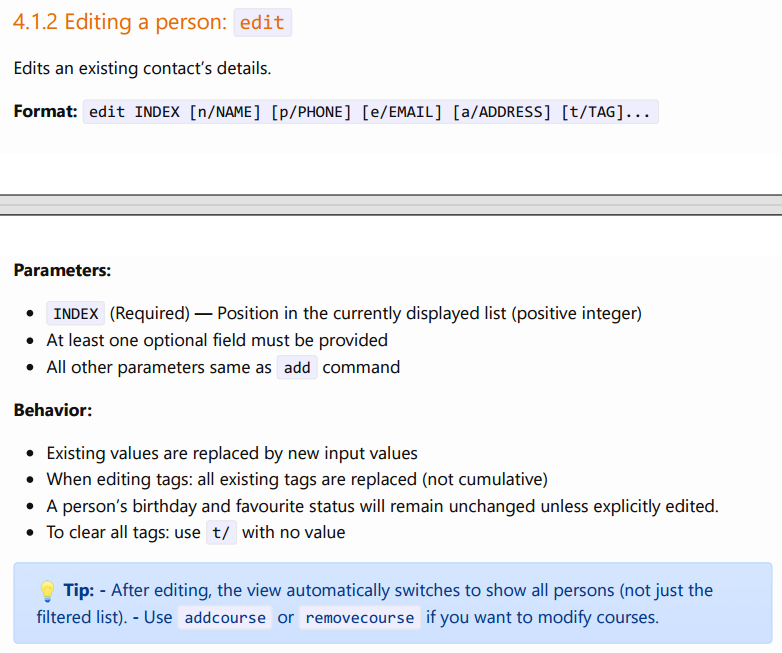 4.1.2 Editing a person: edit
Edits an existing contact’s details.
Format: edit INDEX [n/NAME] [p/PHONE] [e/EMAIL] [a/ADDRESS] [t/TAG]...
Parameters:
• INDEX (Required) — Position in the currently displayed list (positive integer)
• At least one optional field must be provided
• All other parameters same as add command
Behavior:
• Existing values are replaced by new input values
• When editing tags: all existing tags are replaced (not cumulative)
• A person’s birthday and favourite status will remain unchanged unless explicitly edited.
• To clear all tags: use t/ with no value
💡 Tip: - After editing, the view automatically switches to show all persons (not just the
filtered list). - Use addcourse or removecourse if you want to modify courses.